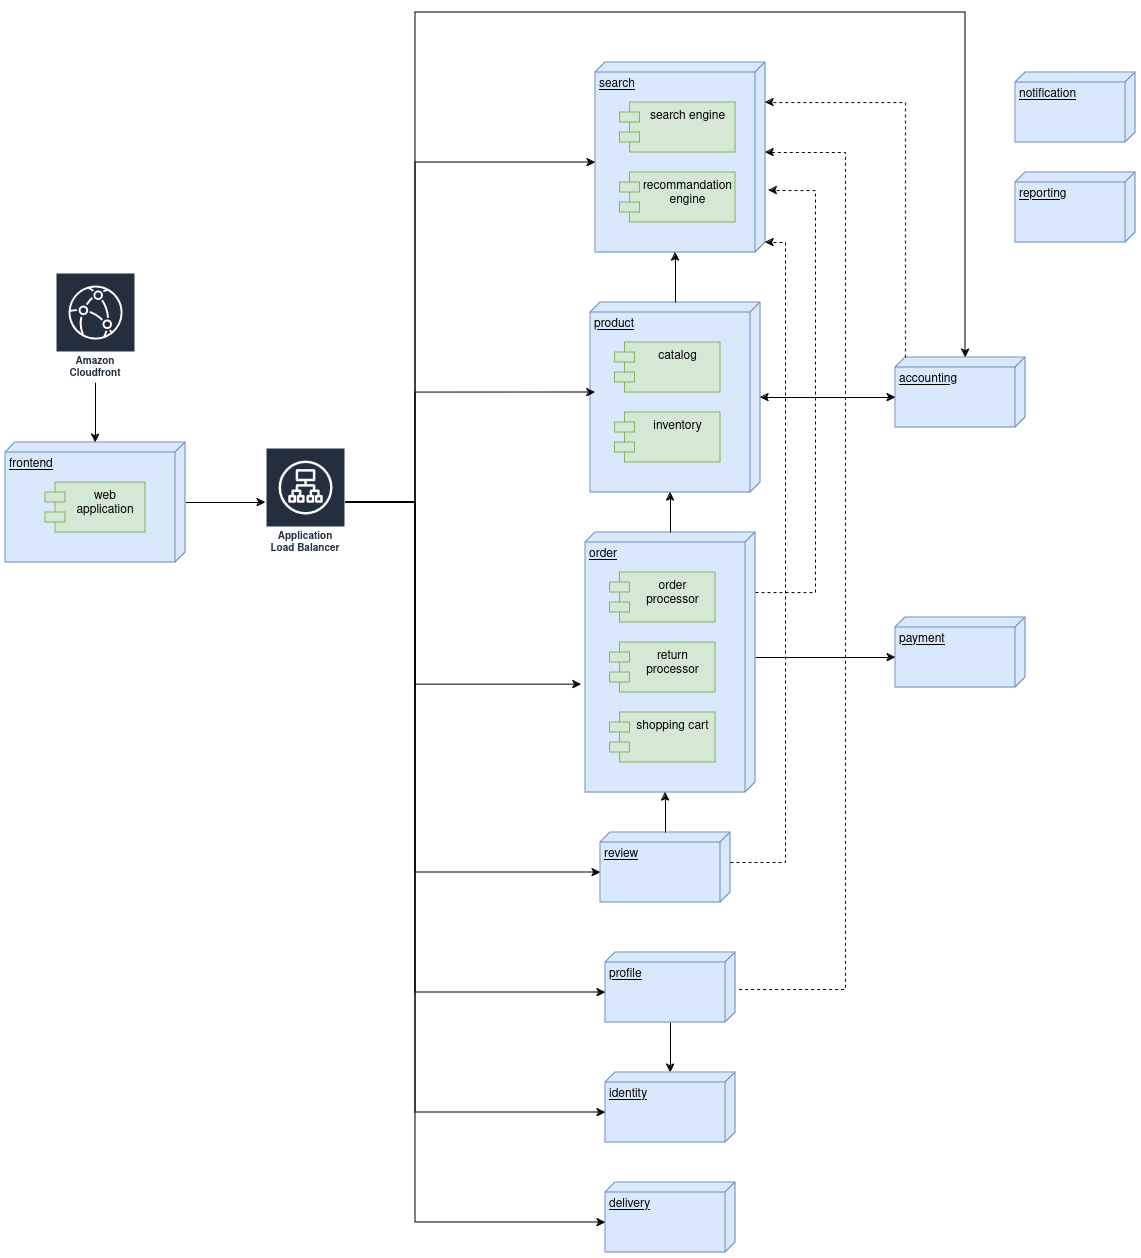 search
search engine
recommandation
engine
notification
reporting
product
catalog
inventory
Amazon
Cloudfront
accounting
frontend
web
application
Application
Load Balancer
order
order
processor
return
processor
shopping cart
payment
review
profile
identity
delivery